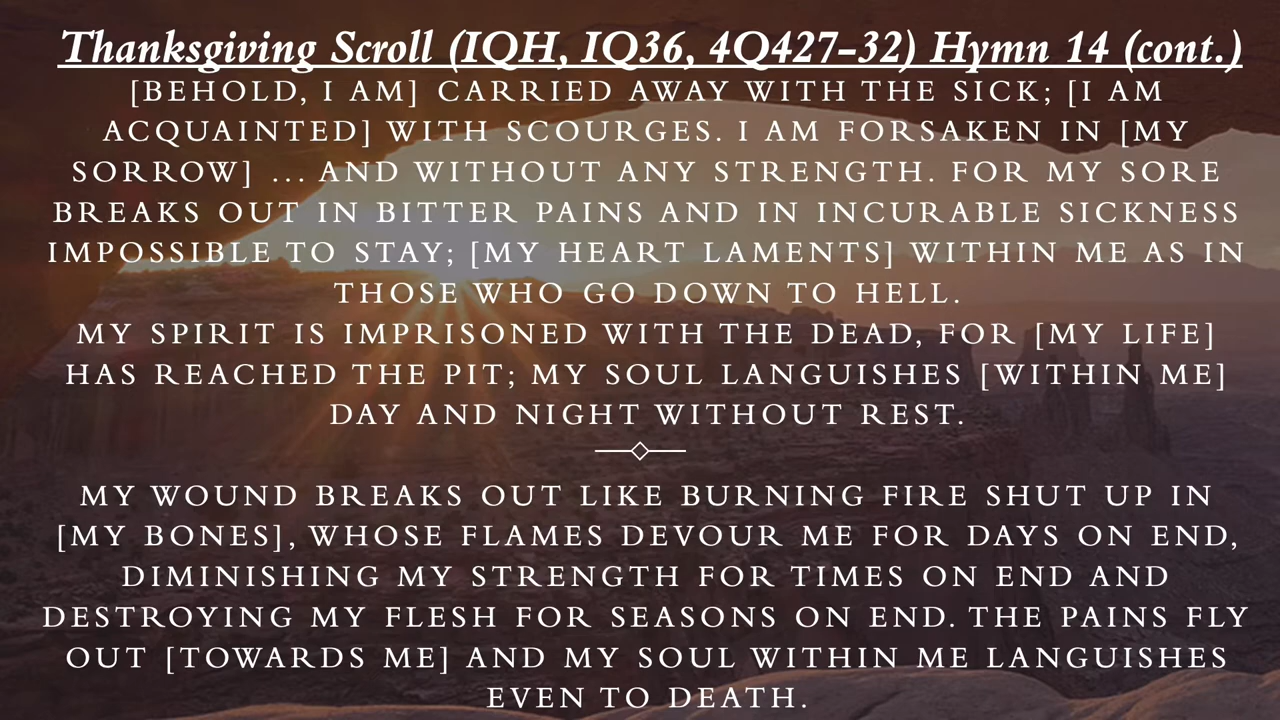 Thanksgiving Scroll (IQH, IQ36, 4Q427-32) Hymn 14 (cont.)
[BEHOLD, I AM] CARRIED AWAY WITH THE SICK; [I AM
ACQUAINTED] WITH SCOURGES. I AM FORSAKEN IN [MY
SORROW] ... AND WITHOUT ANY STRENGTH. FOR MY SORE
BREAKS OUT IN BITTER PAINS AND IN INCURABLE SICKNESS
IMPOSSIBLE TO STAY; [MY HEART LAMENTS] WITHIN ME AS IN
THOSE WHO GO DOWN TO HELL.
MY SPIRIT IS IMPRISONED WITH THE DEAD, FOR [MY LIFE]
HAS REACHED THE PIT; MY SOUL LANGUISHES [WITHIN ME]
DAY AND NIGHT WITHOUT REST.
MY WOUND BREAKS OUT LIKE BURNING FIRE SHUT UP IN
[MY BONES], WHOSE FLAMES DEVOUR ME FOR DAYS ON END,
DIMINISHING MY STRENGTH FOR TIMES ON END AND
DESTROYING MY FLESH FOR SEASONS ON END. THE PAINS FLY
OUT [TOWARDS ME] AND MY SOUL WITHIN ME LANGUISHES
EVEN TO DEATH.